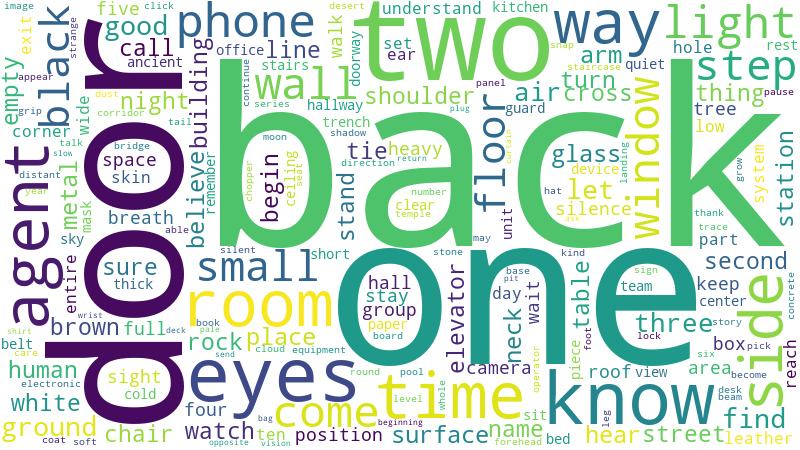 back
one
door
two
know
eyes
room
time
agent
way
side
come
small
window
floor
black
phone
light
step
wall
thing
street
ground
second
three
find
building
believe
elevator
station
surface
sure
human
white
chair
watch
position
place
rock
brown
full
metal
empty
good
call
line
five
night
corner
wide
space
skin
breath
sky
entire
belt
sight
cold
thick
mask
exit
dust
corridor
tail
bridge
talk
slow
distant
year
able
grip
appear
strange
ancient
click
image
office
stairs
hallway
shoulder
trench
shadow
tie
heavy
direction
return
begin
ceiling
seat
moon
chopper
series
continue
remember
silent
stand
short
number
clear
temple
hall
stay
group
paper
board
book
pale
deck
wrist
send
cloud
equipment
shirt
care
electronic
coat
soft
four
ten
bag
opposite
vision
beginning
level
whole
round
pool
operator
sit
name
bed
forehead
leg
hear
leather
desk
beam
become
six
area
view
roof
box
pick
lock
story
reach
concrete
keep
center
part
team
sign
base
pit
day
neck
wait
camera
table
piece
foot
stone
may
kind
hat
unit
guard
glass
device
let
silence
system
grow
thank
trace
landing
low
tree
cross
turn
air
arm
hole
quiet
panel
plug
curtain
snap
staircase
pause
rest
desert
walk
doorway
set
ear
understand
kitchen